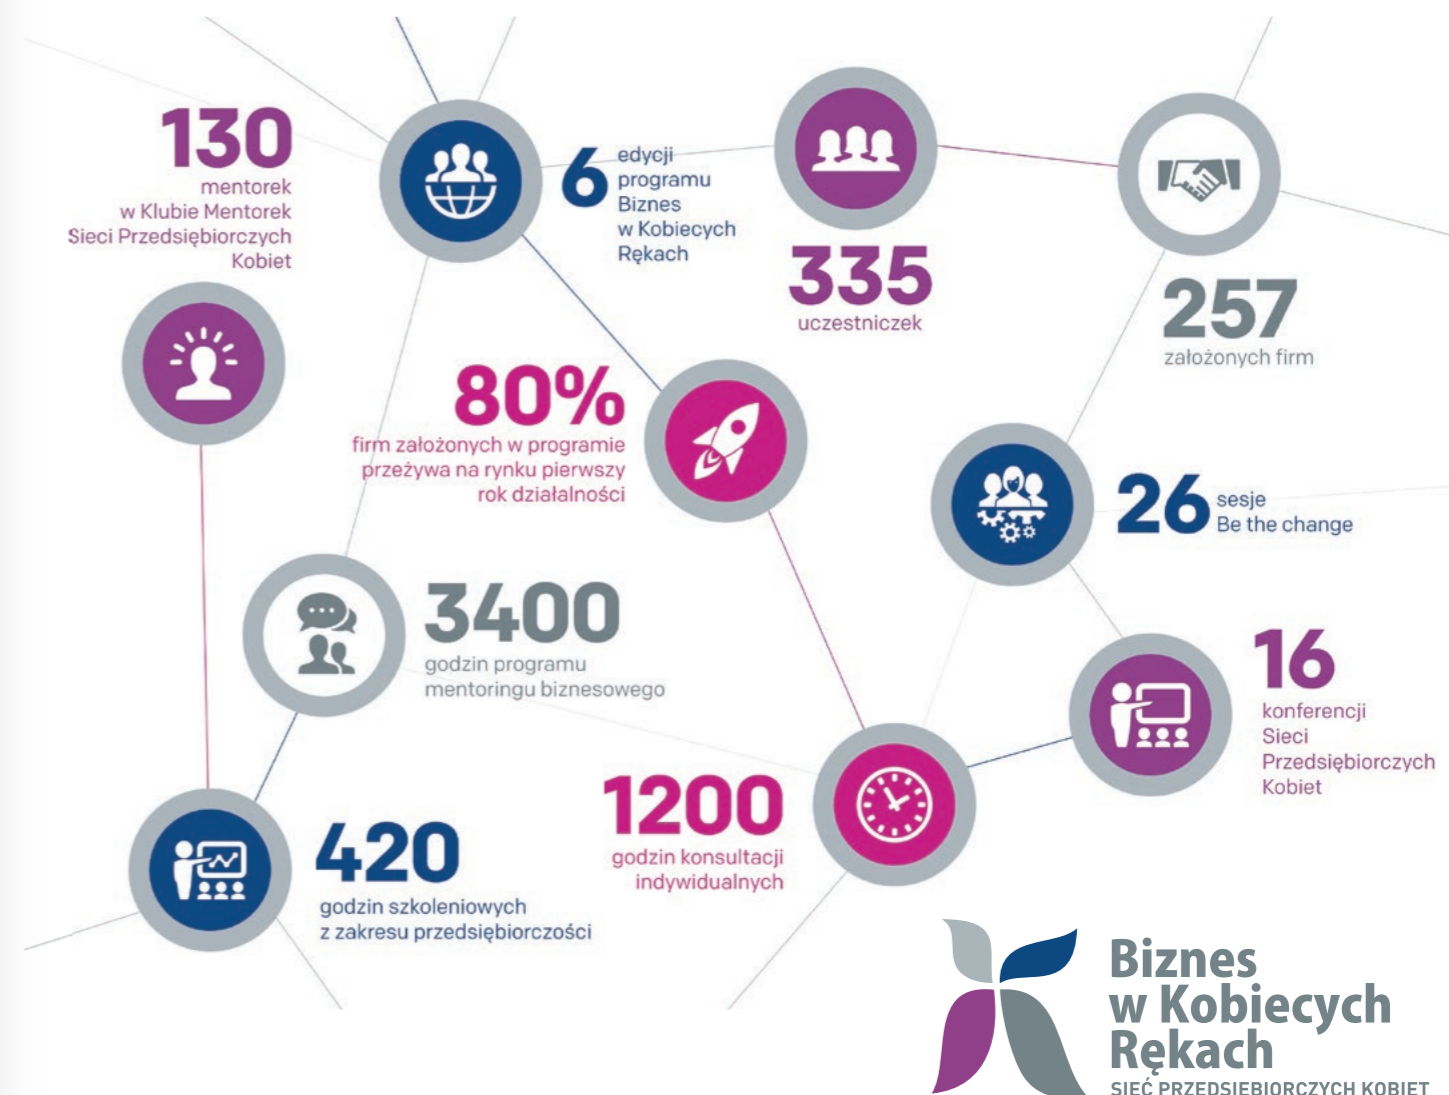 130
mentorek
w Klubie Mentorek
Sieci Przedsiębiorczych
Kobiet
6
edycji
programu
Biznes
w Kobiecych
Rękach
335
uczestniczek
257
założonych firm
80%
firm założonych w programie
przeżywa na rynku pierwszy
rok działalności
26
sesje
Be the change
3400
godzin programu
mentoringu biznesowego
16
konferencji
Sieci
Przedsiębiorczych
Kobiet
1200
godzin konsultacji
indywidualnych
420
godzin szkoleniowych
z zakresu przedsiębiorczości
Biznes
w Kobiecych
Rękach
SIEĆ PRZEDSIĘBIORCZYCH KOBIET